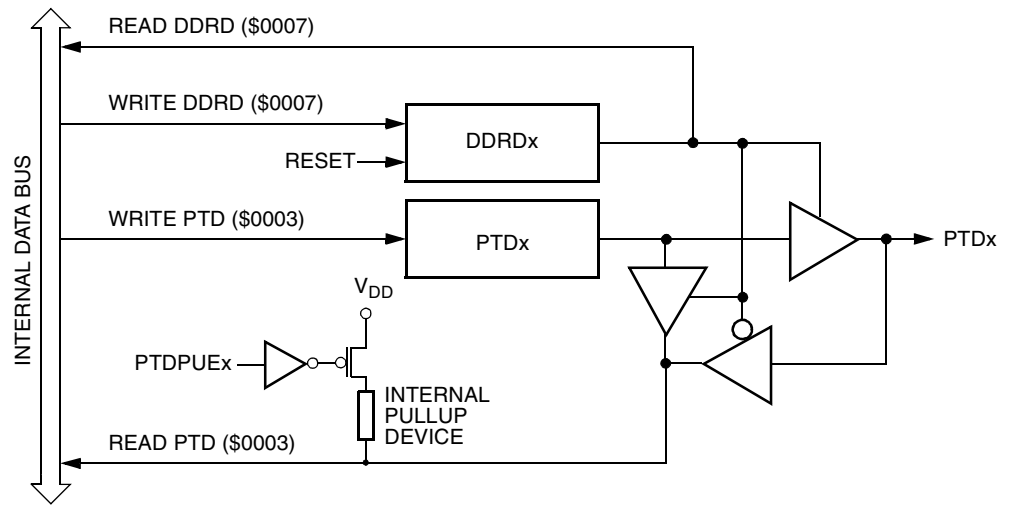 READ DDRD ($0007)
WRITE DDRD ($0007)
DDRDx
RESET
INTERNAL DATA BUS
WRITE PTD ($0003)
PTDx
PTDx
VDD
PTDPUEx
INTERNAL
PULLUP
DEVICE
READ PTD ($0003)